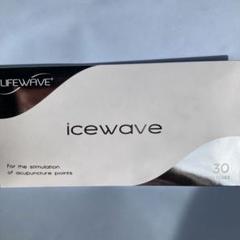 LIFEWAVE®
icewave
For the stimulation
of acupuncture points
30